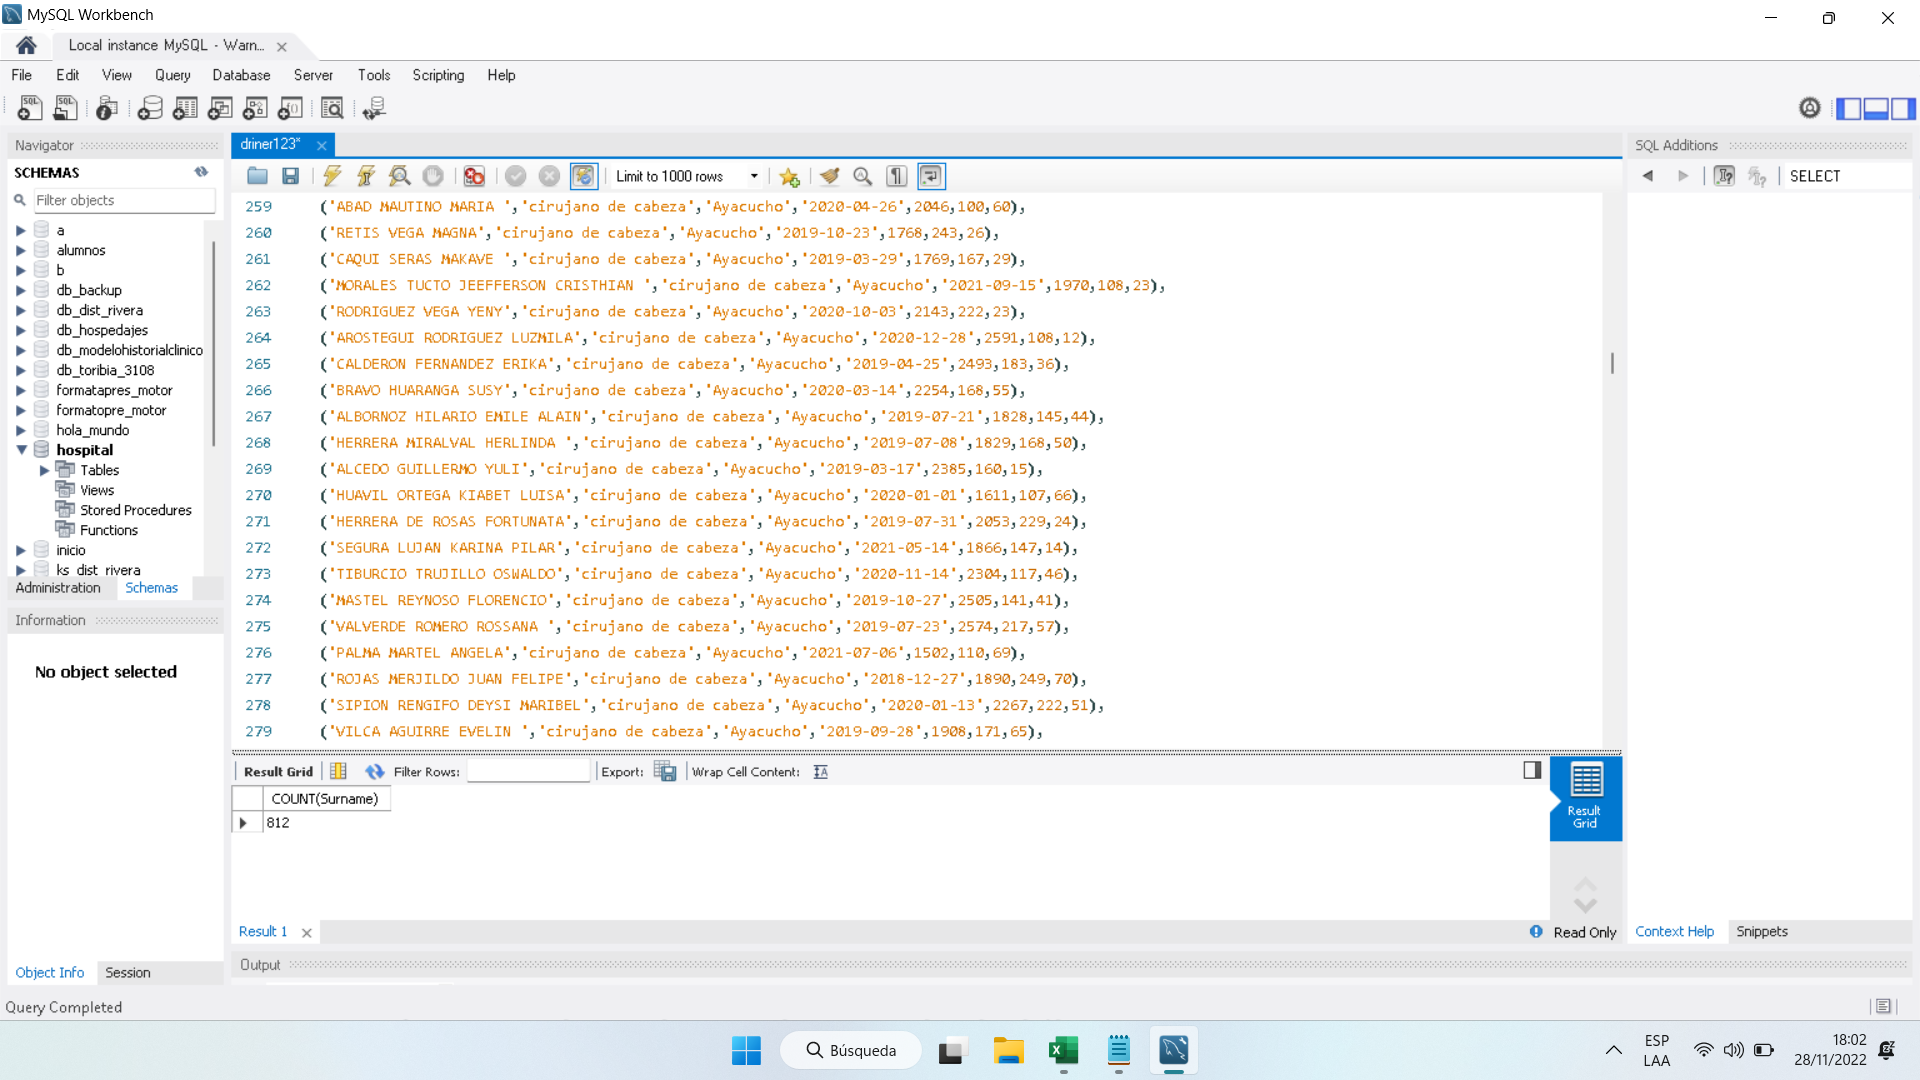 MySQL Workbench
Local instance MySQL - Warn...
File Edit View Query Database Server Tools Scripting Help
Navigator
SCHEMAS
Filter objects
a
alumnos
b
db_backup
db_dist_rivera
db_hospedajes
db_modelohistorialclinico
db_toribia_3108
formatapres_motor
formatopre_motor
hola_mundo
hospital
Tables
Views
Stored Procedures
Functions
inicio
ks_dist_rivera
Administration Schemas
Information
No object selected
Object Info Session
driner123*
Limit to 1000 rows
259 ('ABAD MAUTINO MARIA ','cirujano de cabeza','Ayacucho','2020-04-26',2046,100,60),
260 ('RETIS VEGA MAGNA','cirujano de cabeza','Ayacucho','2019-10-23',1768,243,26),
261 ('CAQUI SERAS MAKAVE ','cirujano de cabeza','Ayacucho','2019-03-29',1769,167,29),
262 ('MORALES TUCTO JEEFFERSON CRISTHIAN ','cirujano de cabeza','Ayacucho','2021-09-15',1970,108,23),
263 ('RODRIGUEZ VEGA YENY','cirujano de cabeza','Ayacucho','2020-10-03',2143,222,23),
264 ('AROSTEGUI RODRIGUEZ LUZMILA','cirujano de cabeza','Ayacucho','2020-12-28',2591,108,12),
265 ('CALDERON FERNANDEZ ERIKA','cirujano de cabeza','Ayacucho','2019-04-25',2493,183,36),
266 ('BRAVO HUARANGA SUSY','cirujano de cabeza','Ayacucho','2020-03-14',2254,168,55),
267 ('ALBORNOZ HILARIO EMILE ALAIN','cirujano de cabeza','Ayacucho','2019-07-21',1828,145,44),
268 ('HERRERA MIRALVAL HERLINDA ','cirujano de cabeza','Ayacucho','2019-07-08',1829,168,50),
269 ('ALCEDO GUILLERMO YULI','cirujano de cabeza','Ayacucho','2019-03-17',2385,160,15),
270 ('HUAVIL ORTEGA KIABET LUISA','cirujano de cabeza','Ayacucho','2020-01-01',1611,107,66),
271 ('HERRERA DE ROSAS FORTUNATA','cirujano de cabeza','Ayacucho','2019-07-31',2053,229,24),
272 ('SEGURA LUJAN KARINA PILAR','cirujano de cabeza','Ayacucho','2021-05-14',1866,147,14),
273 ('TIBURCIO TRUJILLO OSWALDO','cirujano de cabeza','Ayacucho','2020-11-14',2304,117,46),
274 ('MASTEL REYNOSO FLORENCIO','cirujano de cabeza','Ayacucho','2019-10-27',2505,141,41),
275 ('VALVERDE ROMERO ROSSANA ','cirujano de cabeza','Ayacucho','2019-07-23',2574,217,57),
276 ('PALMA MARTEL ANGELA','cirujano de cabeza','Ayacucho','2021-07-06',1502,110,69),
277 ('ROJAS MERJILDO JUAN FELIPE','cirujano de cabeza','Ayacucho','2018-12-27',1890,249,70),
278 ('SIPION RENGIFO DEYSI MARIBEL','cirujano de cabeza','Ayacucho','2020-01-13',2267,222,51),
279 ('VILCA AGUIRRE EVELIN ','cirujano de cabeza','Ayacucho','2019-09-28',1908,171,65),
Result Grid Filter Rows: Export: Wrap Cell Content:
COUNT(Surname)
812
Result
Grid
Result 1
Read Only
Output
SQL Additions
SELECT
Context Help Snippets
Query Completed
Búsqueda
ESP
LAA
18:02
28/11/2022